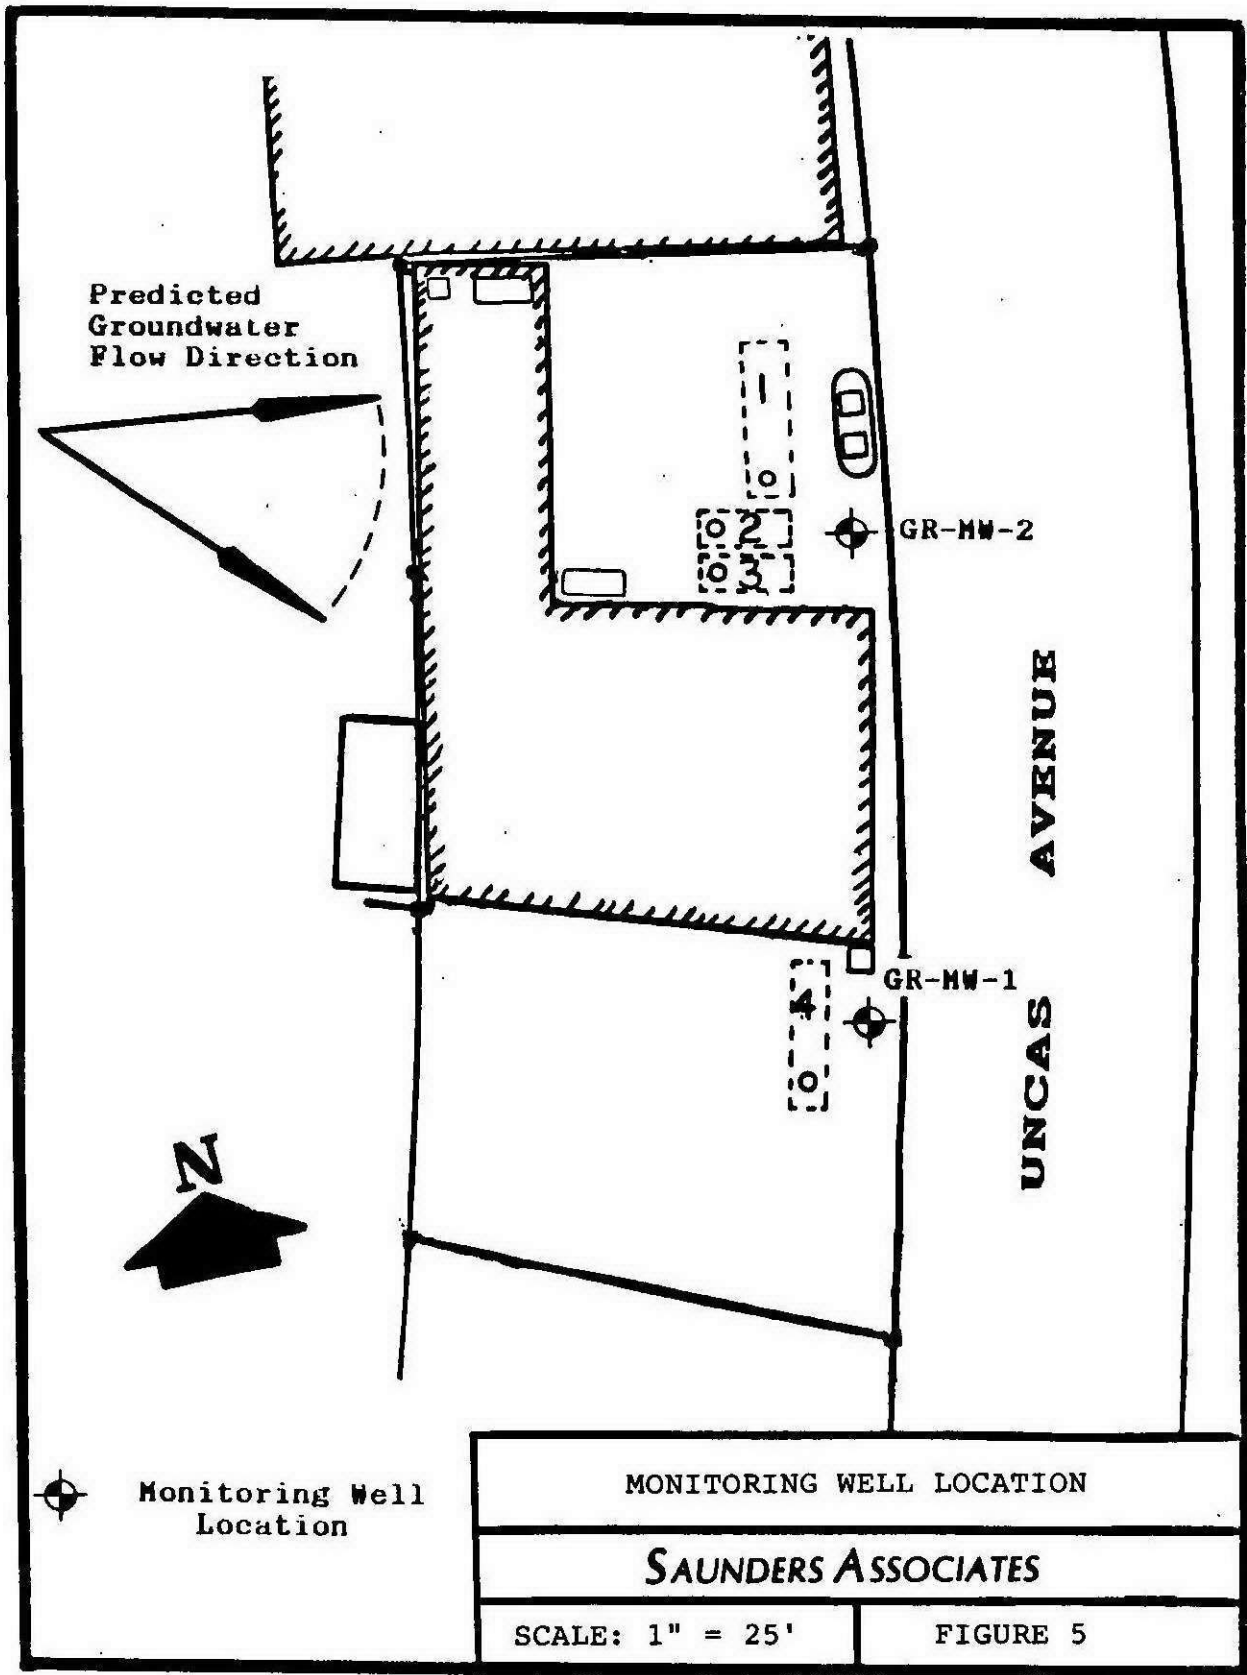 Predicted
Groundwater
Flow Direction
1
2
3
GR-MW-2
UNCAS AVENUE
GR-MW-1
4
N
Monitoring Well
Location
MONITORING WELL LOCATION
SAUNDERS ASSOCIATES
SCALE: 1" = 25'
FIGURE 5